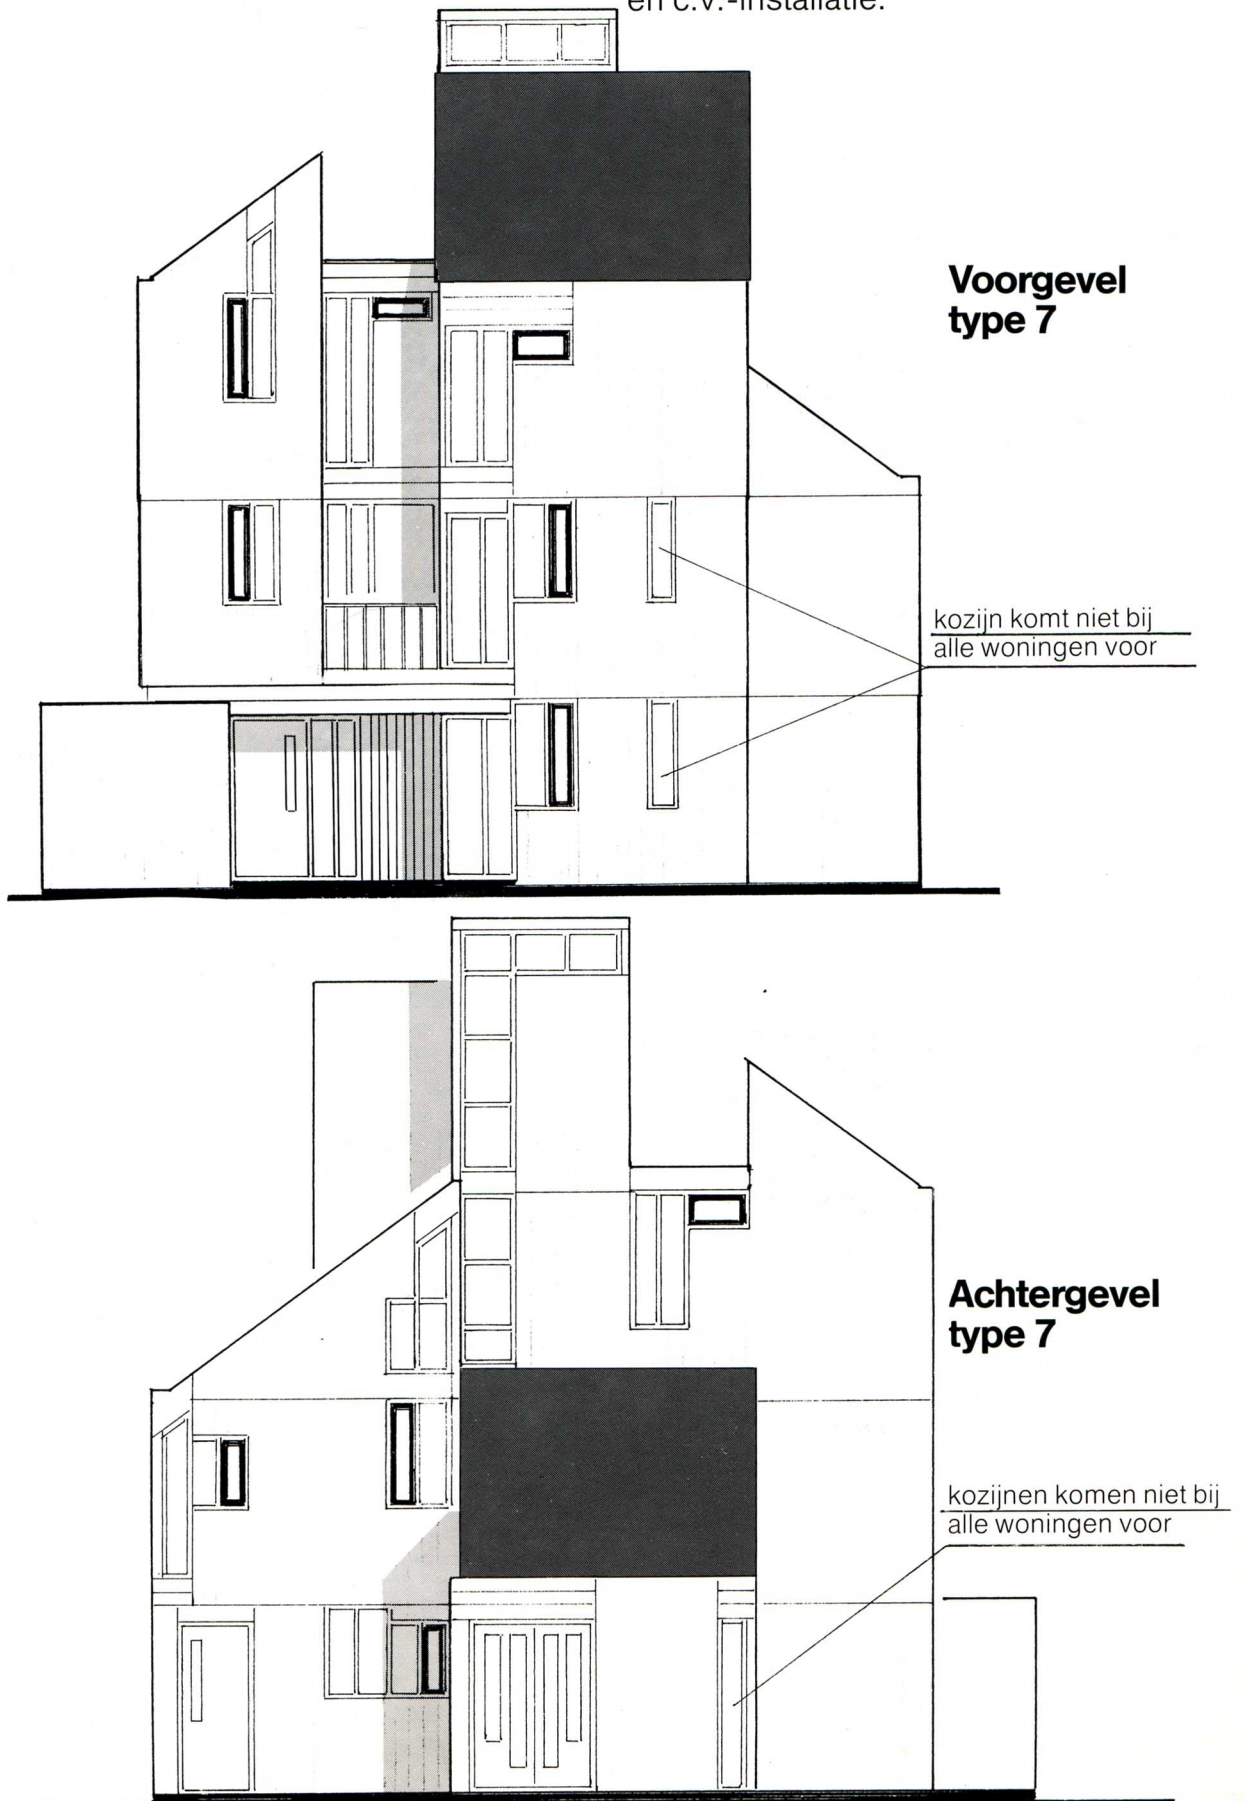 en c.v.-installatie.
Voorgevel
type 7
kozijn komt niet bij
alle woningen voor
Achtergevel
type 7
kozijnen komen niet bij
alle woningen voor